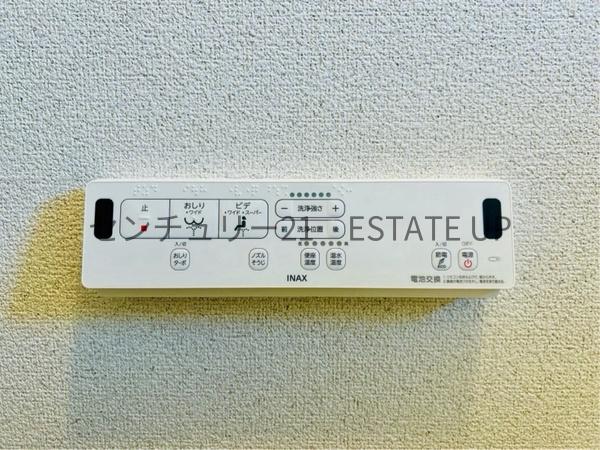 止
おしり
•ワイド
ビデ
•ワイド •スーパー
− 洗浄強さ +
前 洗浄位置 後
入/切
おしり
ターボ
ノズル
そうじ
便座
温度
温水
温度
入/切
節電
eco
電源
INAX
電池交換
センチュリー21 ESTATE UP